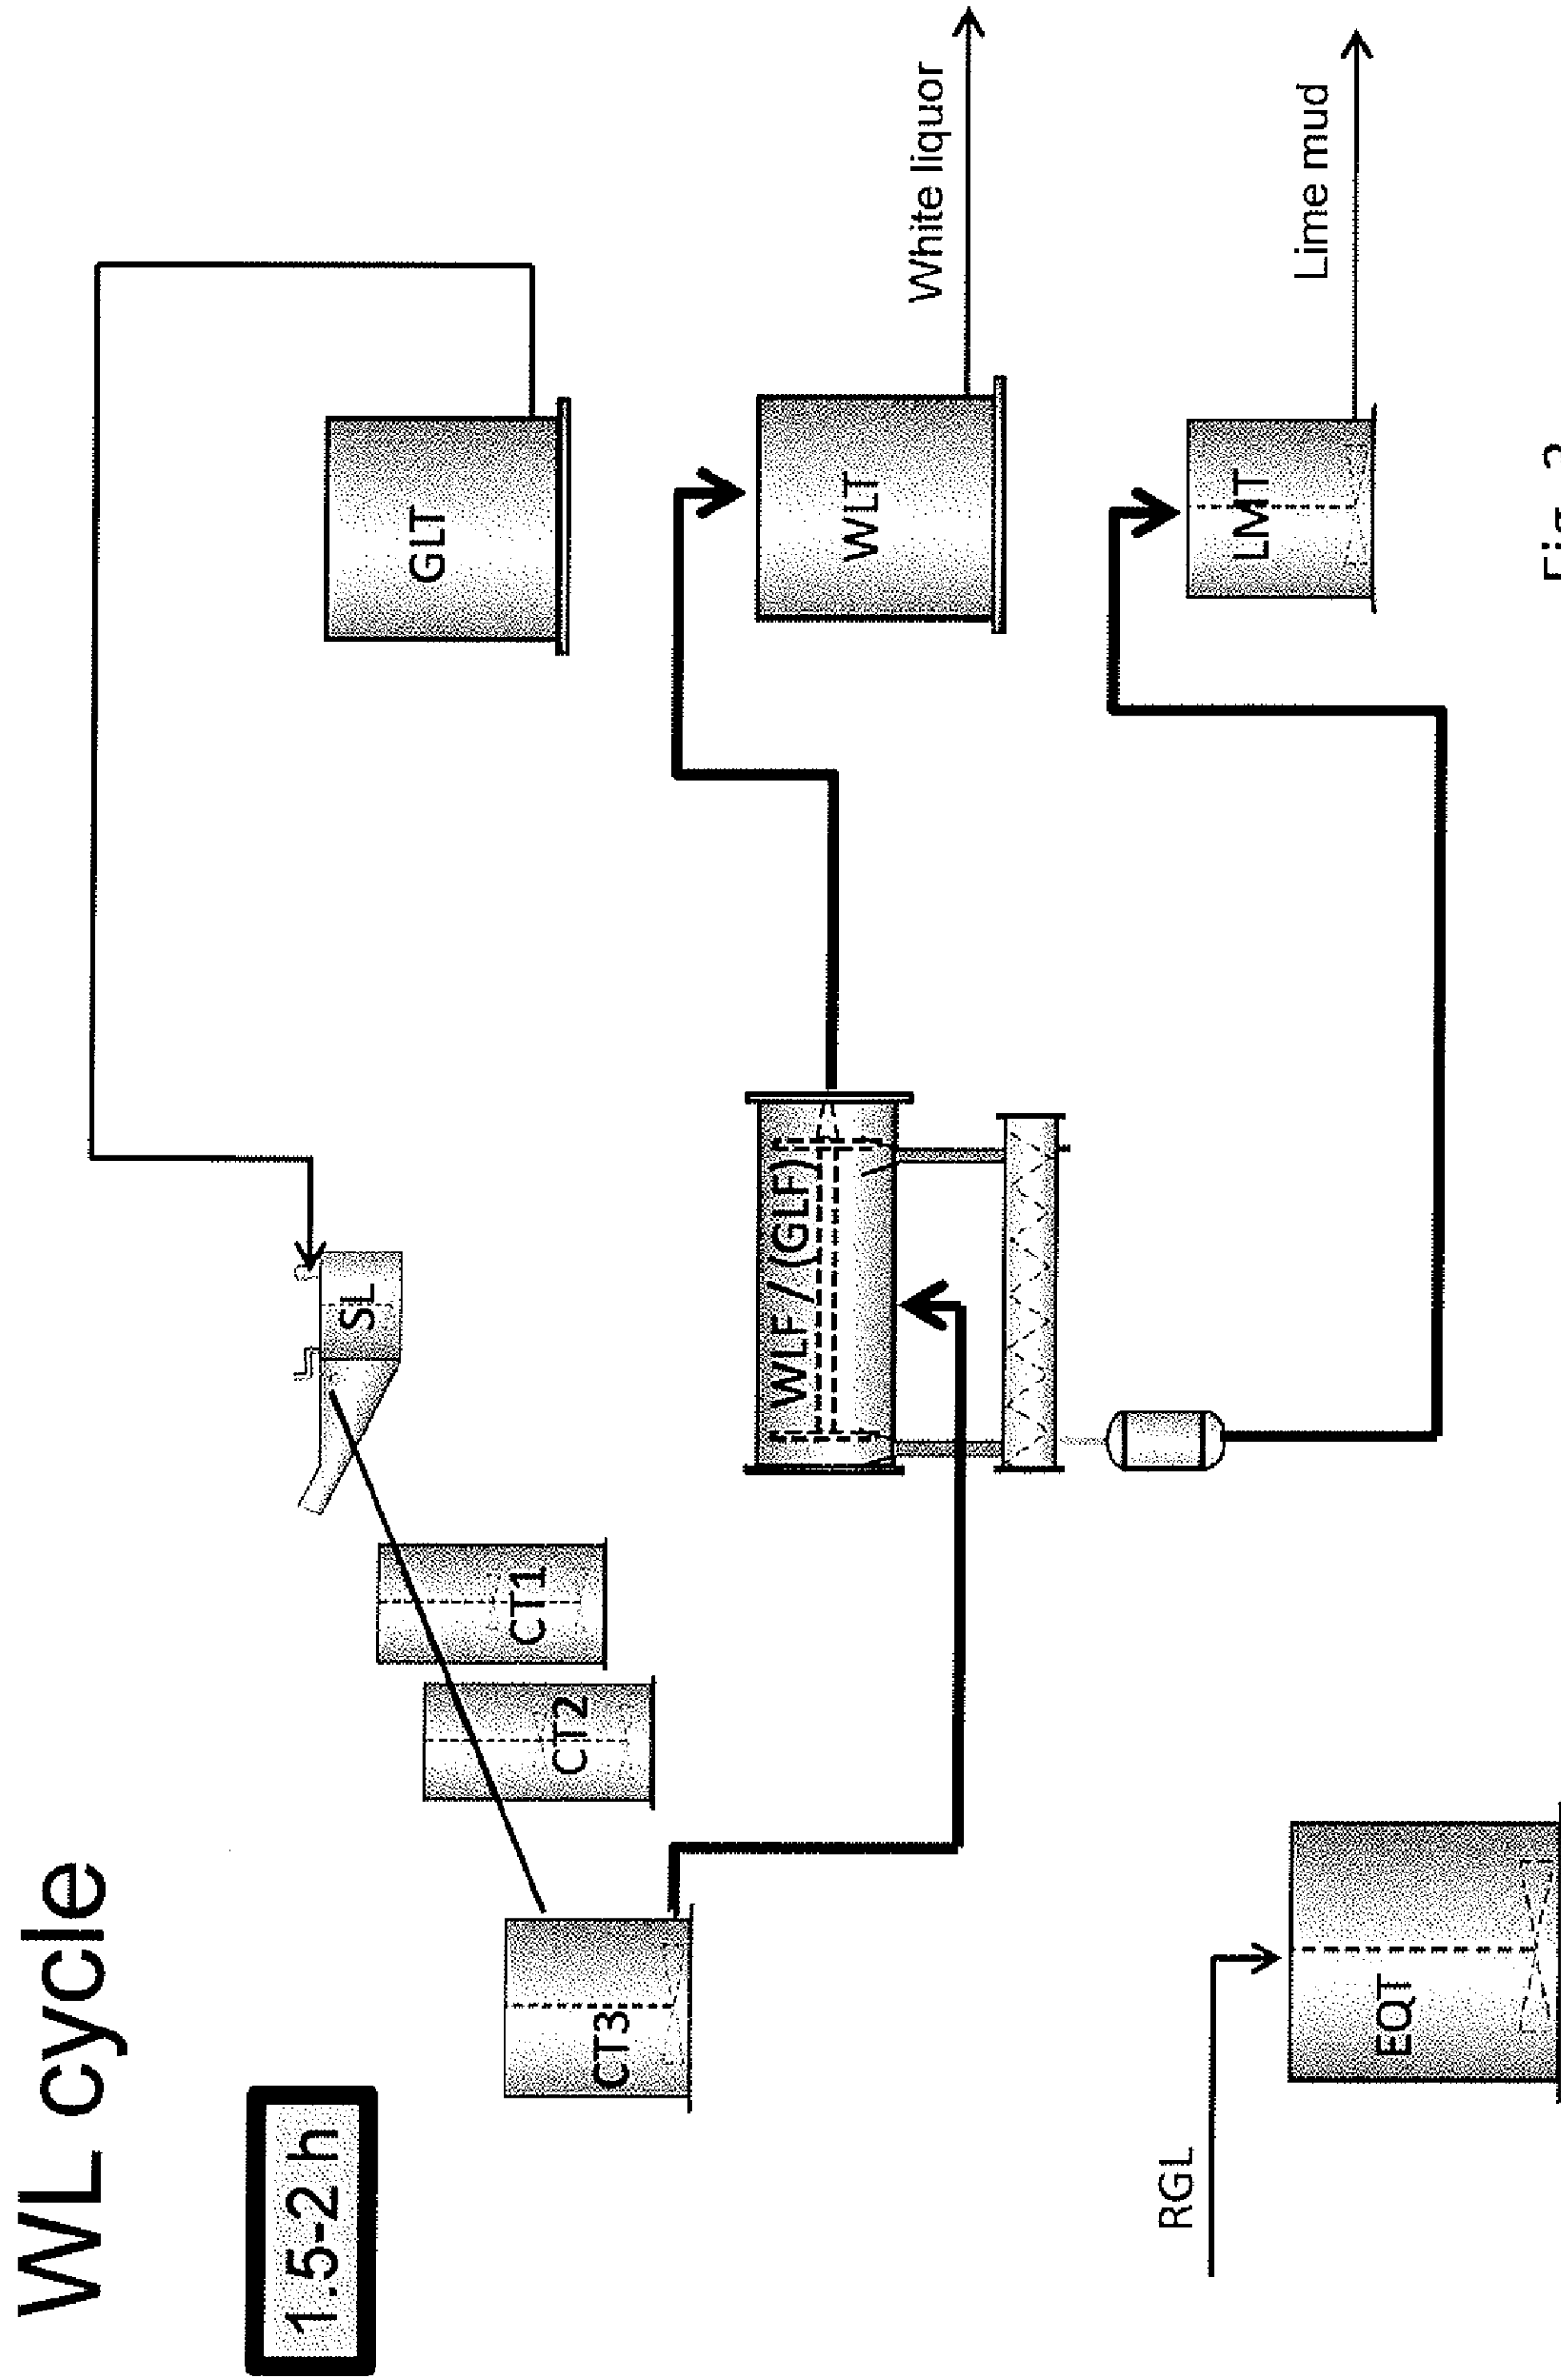 WL cycle
1.5-2 h
SL
GLT
CT1
CT2
CT3
WLF / (GLF)
WLT
White liquor
RGL
EQT
LMT
Lime mud
Fig.